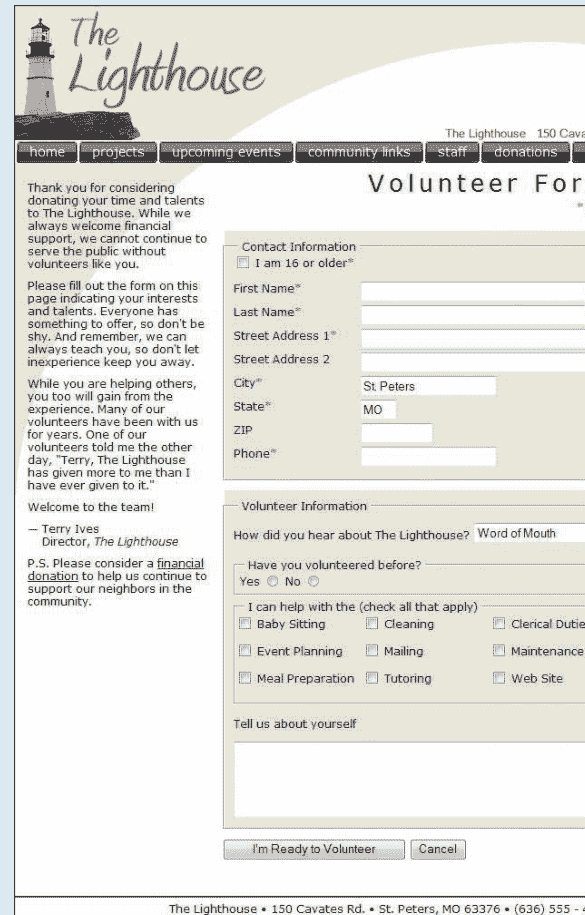 The
Lighthouse
The Lighthouse 150 Cava
home projects upcoming events community links staff donations
Volunteer For
Thank you for considering
donating your time and talents
to The Lighthouse. While we
always welcome financial
support, we cannot continue to
serve the public without
volunteers like you.
Please fill out the form on this
page indicating your interests
and talents. Everyone has
something to offer, so don't be
shy. And remember, we can
always teach you, so don't let
inexperience keep you away.
While you are helping others,
you too will gain from the
experience. Many of our
volunteers have been with us
for years. One of our
volunteers told me the other
day, "Terry, The Lighthouse
has given more to me than I
have ever given to it."
Welcome to the team!
— Terry Ives
Director, The Lighthouse
P.S. Please consider a financial
donation to help us continue to
support our neighbors in the
community.
Contact Information
I am 16 or older*
First Name*
Last Name*
Street Address 1*
Street Address 2
City* St. Peters
State* MO
ZIP
Phone*
Volunteer Information
How did you hear about The Lighthouse? Word of Mouth
Have you volunteered before?
Yes No
I can help with the (check all that apply)
Baby Sitting Cleaning Clerical Dutie
Event Planning Mailing Maintenance
Meal Preparation Tutoring Web Site
Tell us about yourself
I'm Ready to Volunteer Cancel
The Lighthouse • 150 Cavates Rd. • St. Peters, MO 63376 • (636) 555 - 4